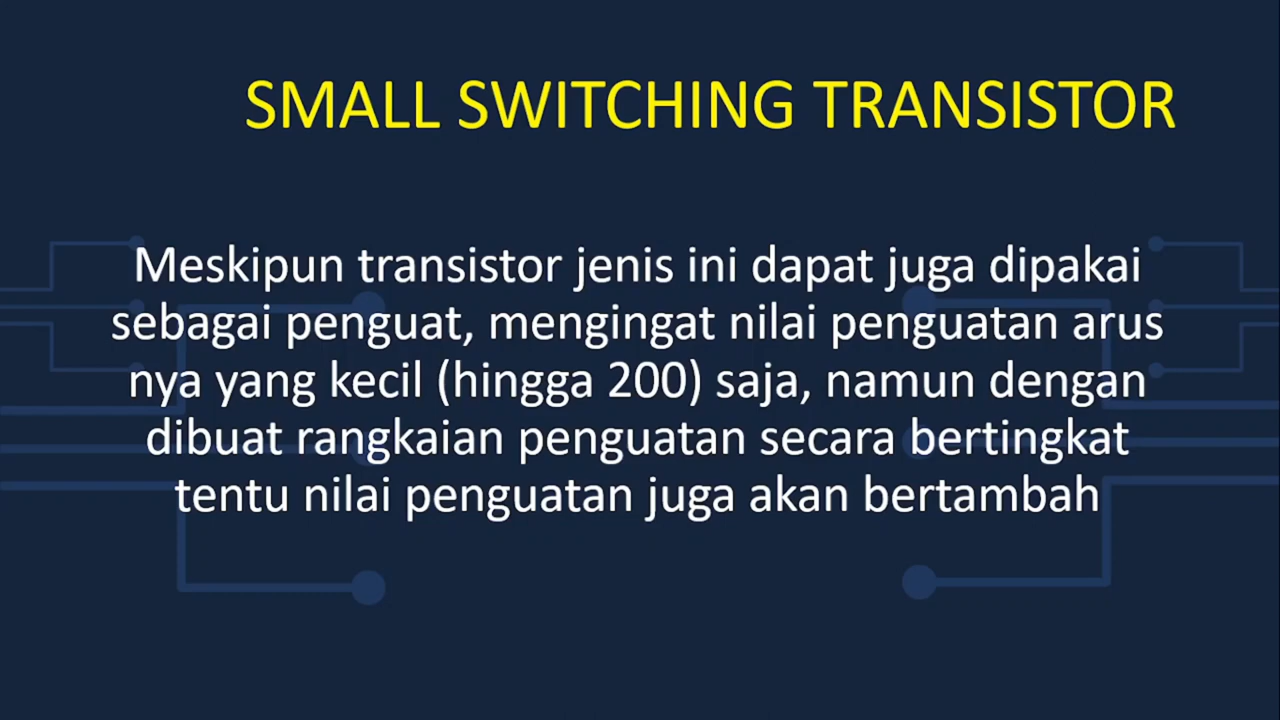 SMALL SWITCHING TRANSISTOR
Meskipun transistor jenis ini dapat juga dipakai
sebagai penguat, mengingat nilai penguatan arus
nya yang kecil (hingga 200) saja, namun dengan
dibuat rangkaian penguatan secara bertingkat
tentu nilai penguatan juga akan bertambah